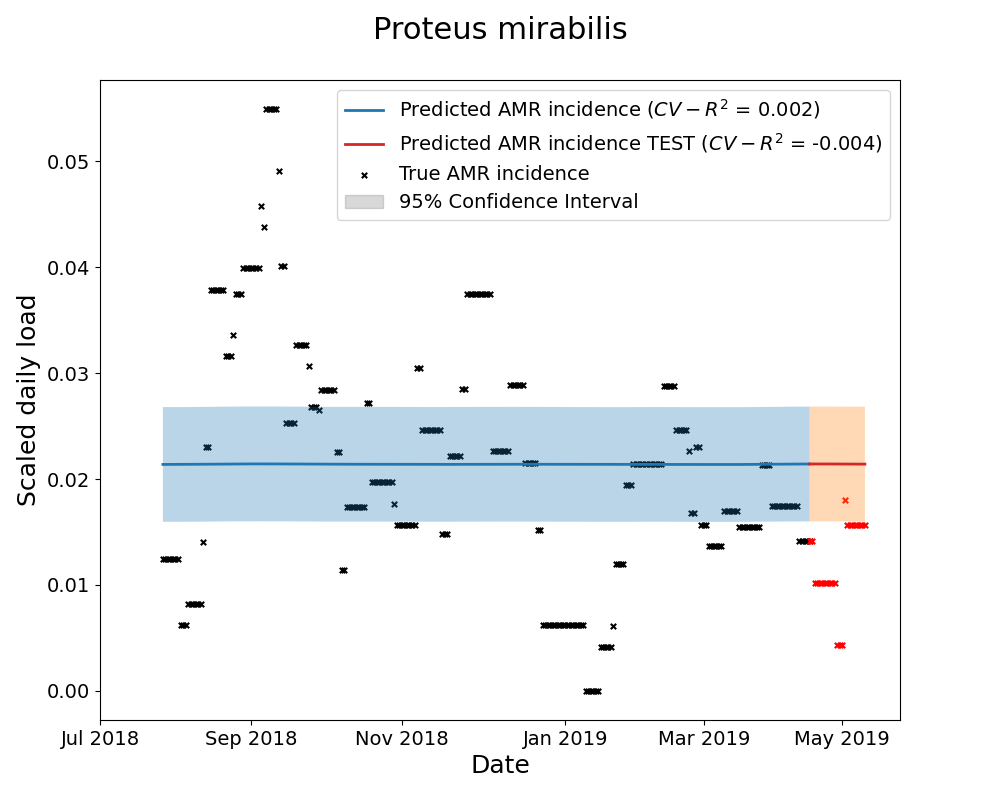 Proteus mirabilis
Predicted AMR incidence (CV − R² = 0.002)
Predicted AMR incidence TEST (CV − R² = -0.004)
True AMR incidence
95% Confidence Interval
Scaled daily load
0.05
0.04
0.03
0.02
0.01
0.00
Jul 2018 Sep 2018 Nov 2018 Jan 2019 Mar 2019 May 2019
Date